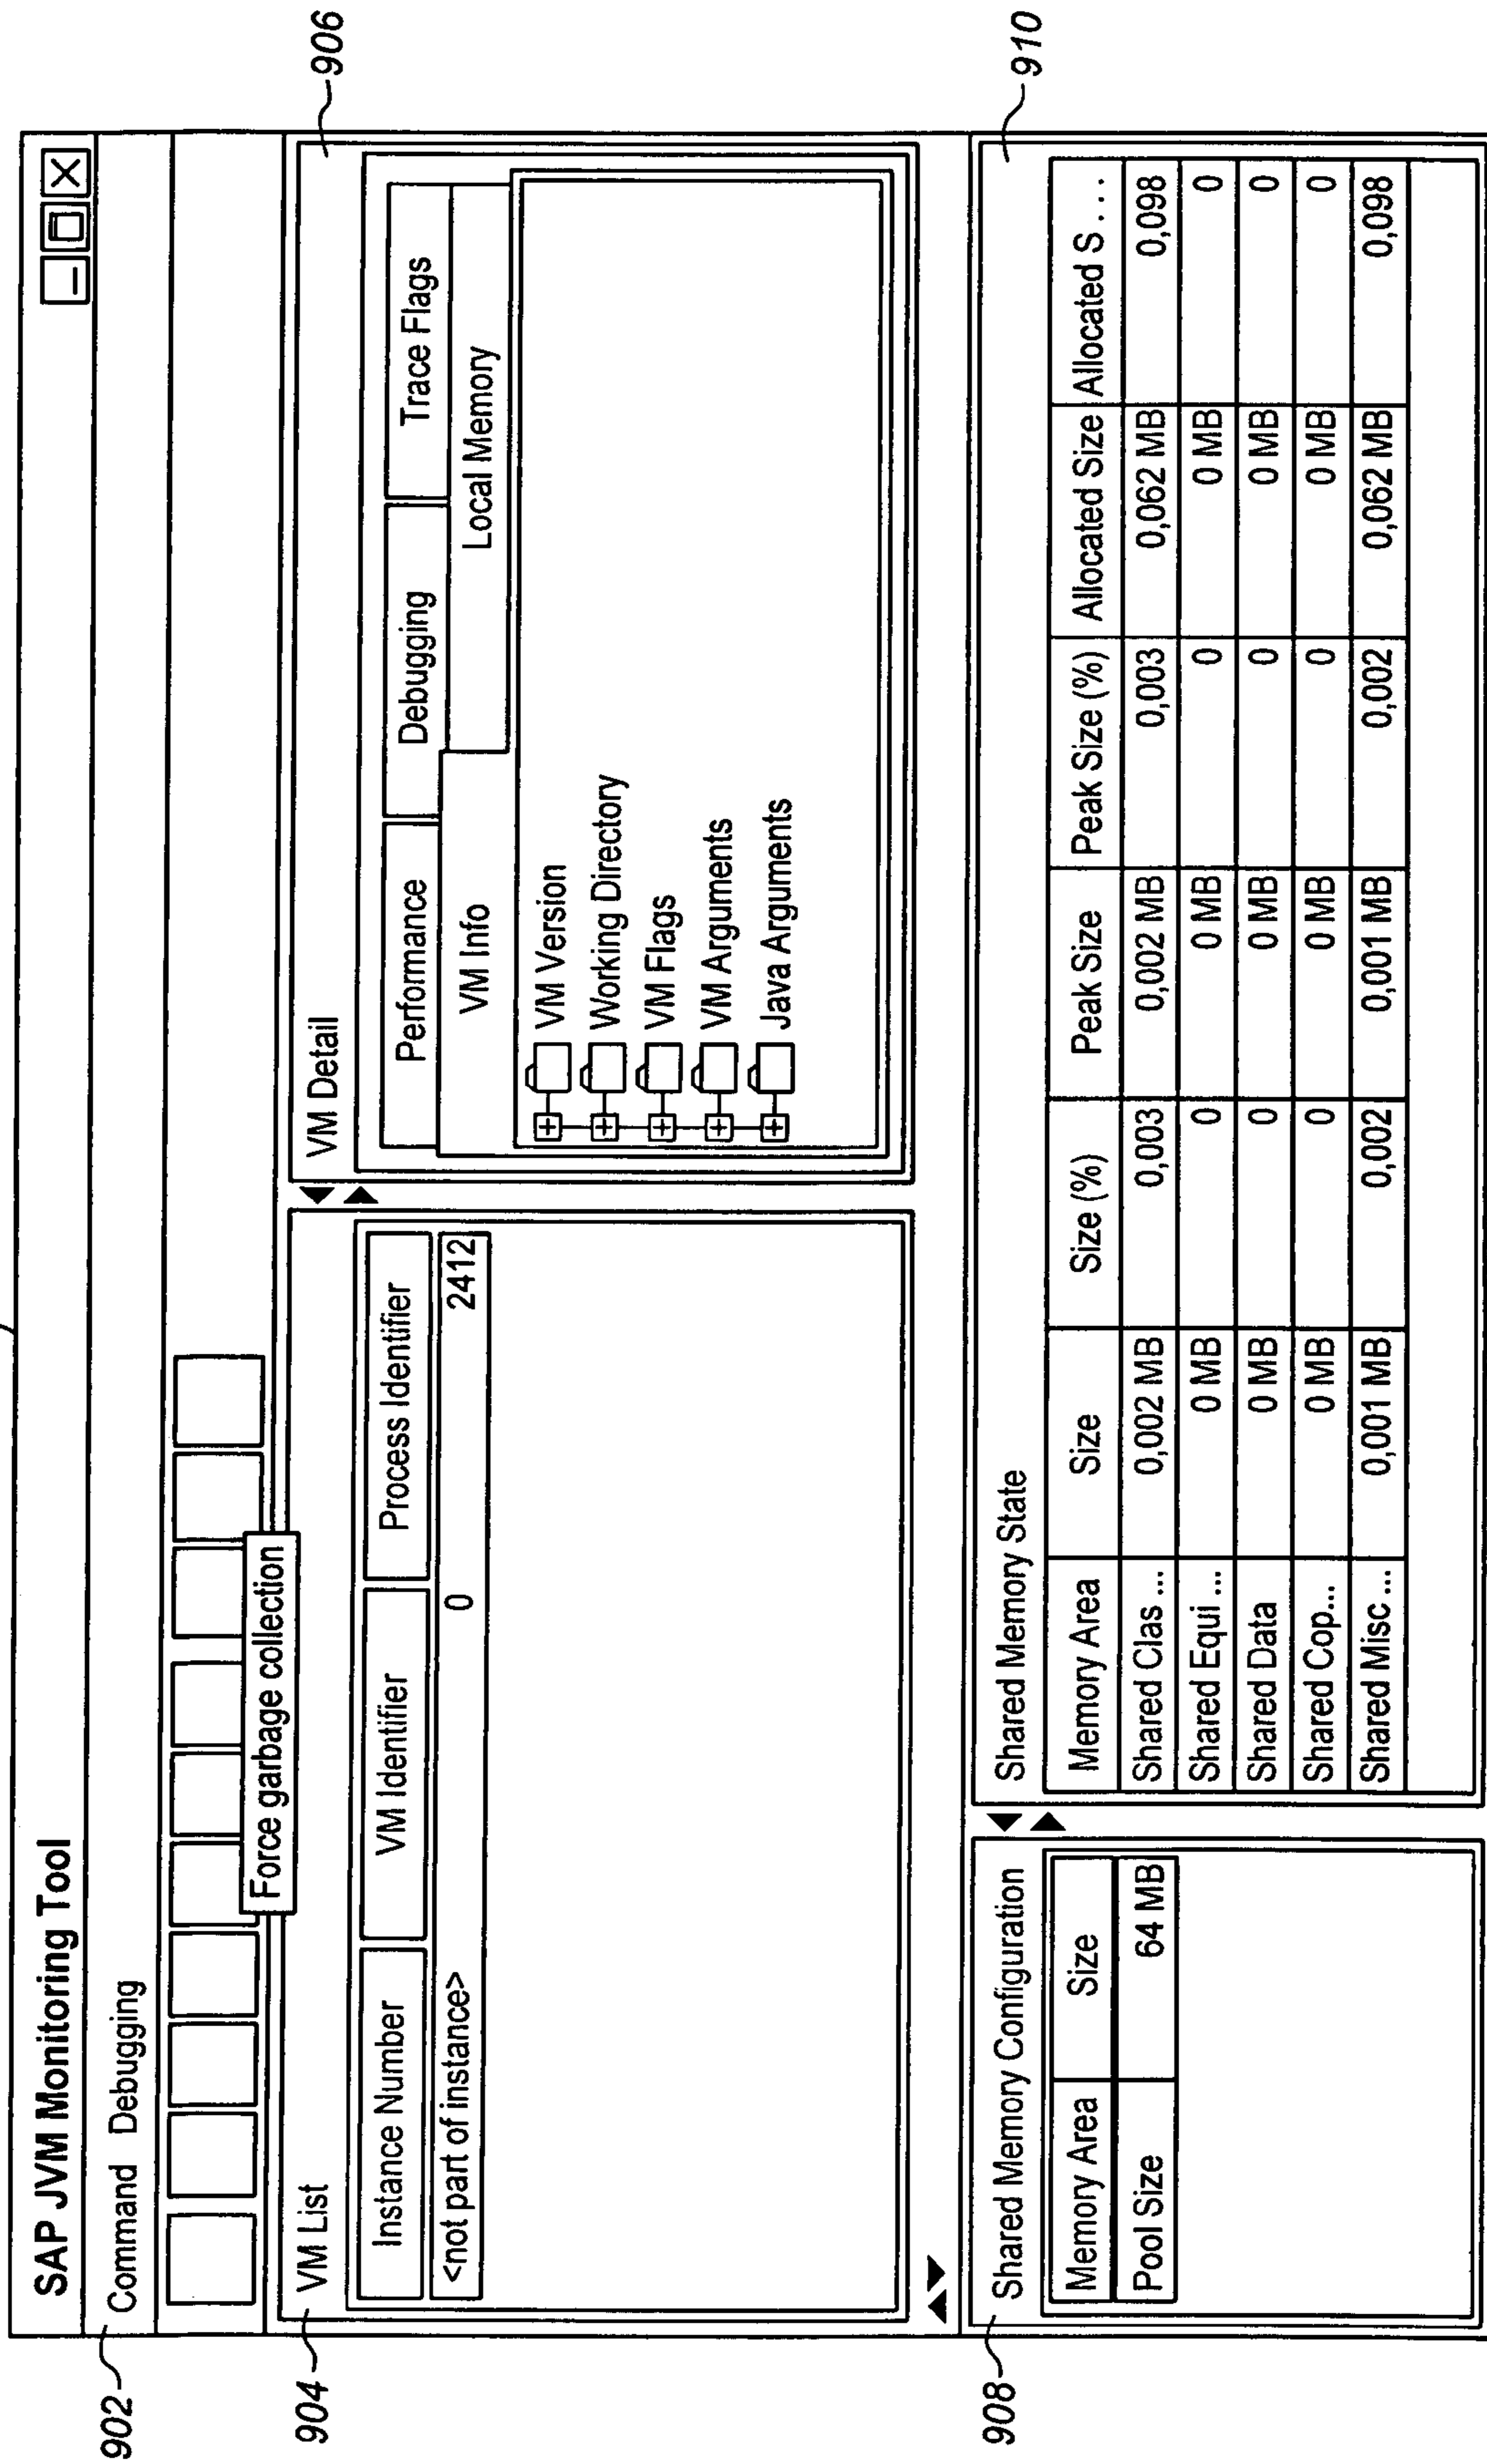 SAP JVM Monitoring Tool
902
Command Debugging
Force garbage collection
904
VM List
Instance Number VM Identifier Process Identifier
<not part of instance> 0 2412
906
VM Detail
Performance Debugging Trace Flags
VM Info Local Memory
VM Version
Working Directory
VM Flags
VM Arguments
Java Arguments
908
Shared Memory Configuration
Memory Area Size
Pool Size 64 MB
910
Shared Memory State
Memory Area Size Size (%) Peak Size Peak Size (%) Allocated Size Allocated S ....
Shared Clas ... 0,002 MB 0,003 0,002 MB 0,003 0,062 MB 0,098
Shared Equi ... 0 MB 0 0 MB 0 0 MB 0
Shared Data 0 MB 0 0 MB 0 0 MB 0
Shared Cop... 0 MB 0 0 MB 0 0 MB 0
Shared Misc ... 0,001 MB 0,002 0,001 MB 0,002 0,062 MB 0,098